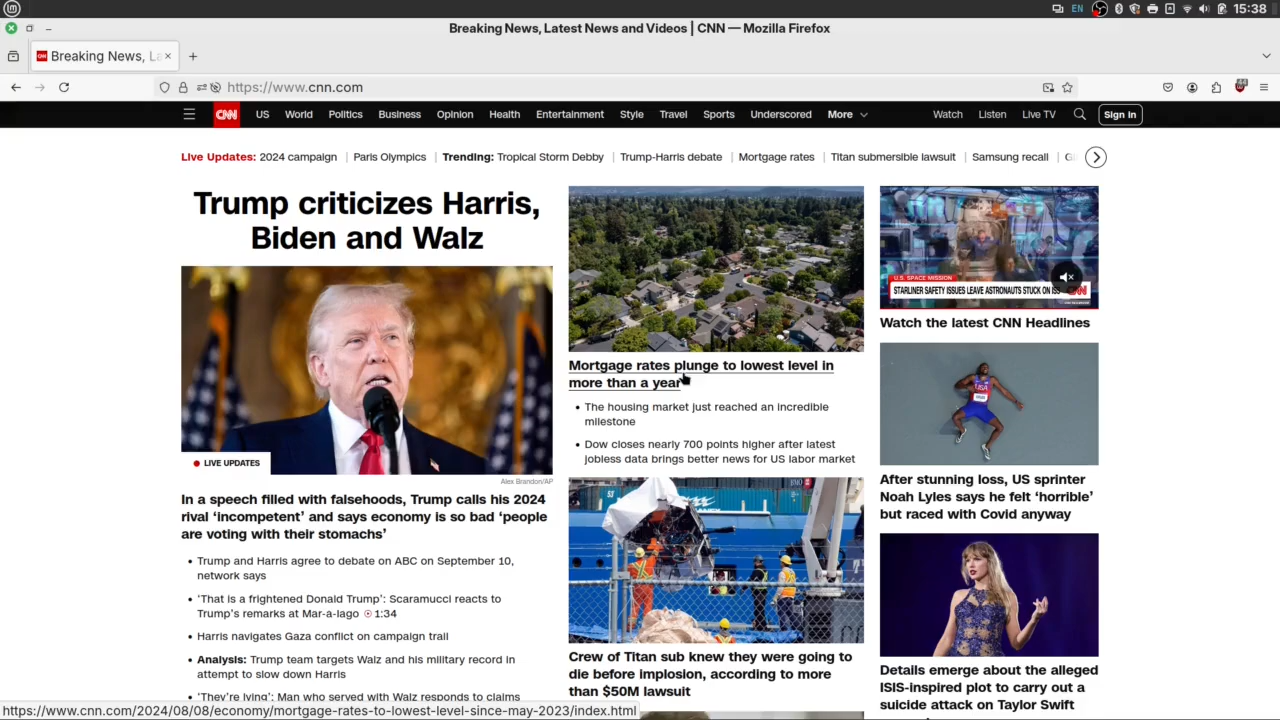 EN
15:38
Breaking News, Latest News and Videos | CNN — Mozilla Firefox
Breaking News, La
https://www.cnn.com
CNN
US
World
Politics
Business
Opinion
Health
Entertainment
Style
Travel
Sports
Underscored
More
Watch
Listen
Live TV
Sign in
Live Updates: 2024 campaign | Paris Olympics | Trending: Tropical Storm Debby | Trump-Harris debate | Mortgage rates | Titan submersible lawsuit | Samsung recall |
Trump criticizes Harris,
Biden and Walz
LIVE UPDATES
Alex Brandon/AP
In a speech filled with falsehoods, Trump calls his 2024
rival ‘incompetent’ and says economy is so bad ‘people
are voting with their stomachs’
• Trump and Harris agree to debate on ABC on September 10,
network says
• ‘That is a frightened Donald Trump’: Scaramucci reacts to
Trump’s remarks at Mar-a-lago 1:34
• Harris navigates Gaza conflict on campaign trail
• Analysis: Trump team targets Walz and his military record in
attempt to slow down Harris
• ‘They’re lying’: Man who served with Walz responds to claims
Mortgage rates plunge to lowest level in
more than a year
• The housing market just reached an incredible
milestone
• Dow closes nearly 700 points higher after latest
jobless data brings better news for US labor market
Crew of Titan sub knew they were going to
die before implosion, according to more
than $50M lawsuit
U.S. SPACE MISSION
STARLINER SAFETY ISSUES LEAVE ASTRONAUTS STUCK ON ISS
CNN
Watch the latest CNN Headlines
USA
After stunning loss, US sprinter
Noah Lyles says he felt ‘horrible’
but raced with Covid anyway
Details emerge about the alleged
ISIS-inspired plot to carry out a
suicide attack on Taylor Swift
https://www.cnn.com/2024/08/08/economy/mortgage-rates-to-lowest-level-since-may-2023/index.html